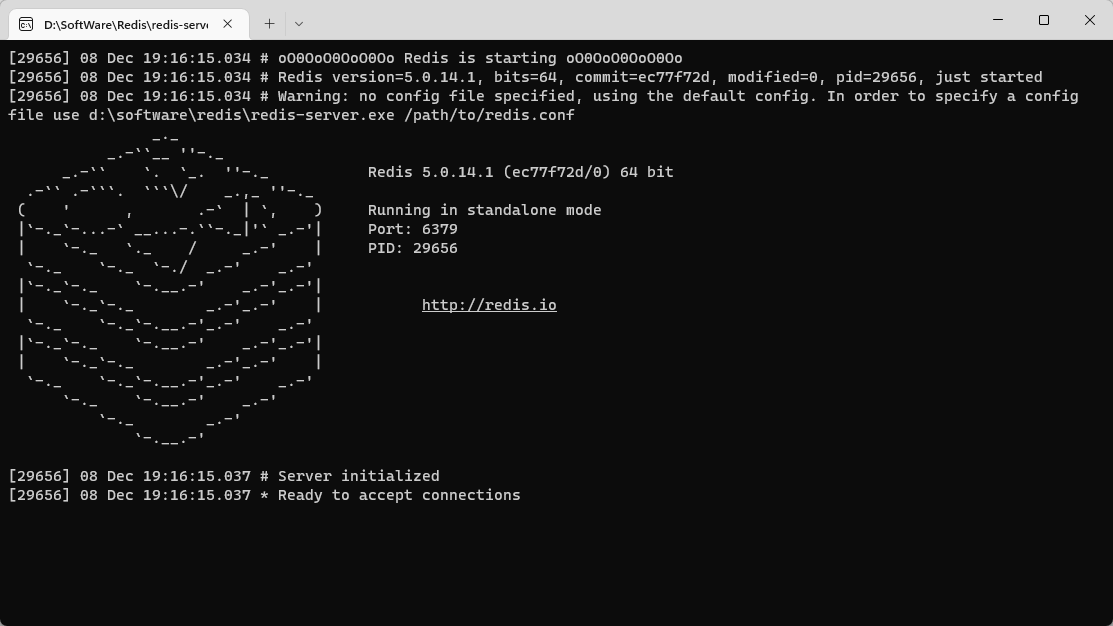 D:\SoftWare\Redis\redis-serve
[29656] 08 Dec 19:16:15.034 # oO0OoO0OoO0Oo Redis is starting oO0OoO0OoO0Oo
[29656] 08 Dec 19:16:15.034 # Redis version=5.0.14.1, bits=64, commit=ec77f72d, modified=0, pid=29656, just started
[29656] 08 Dec 19:16:15.034 # Warning: no config file specified, using the default config. In order to specify a config
file use d:\software\redis\redis-server.exe /path/to/redis.conf
Redis 5.0.14.1 (ec77f72d/0) 64 bit
Running in standalone mode
Port: 6379
PID: 29656
http://redis.io
[29656] 08 Dec 19:16:15.037 # Server initialized
[29656] 08 Dec 19:16:15.037 * Ready to accept connections